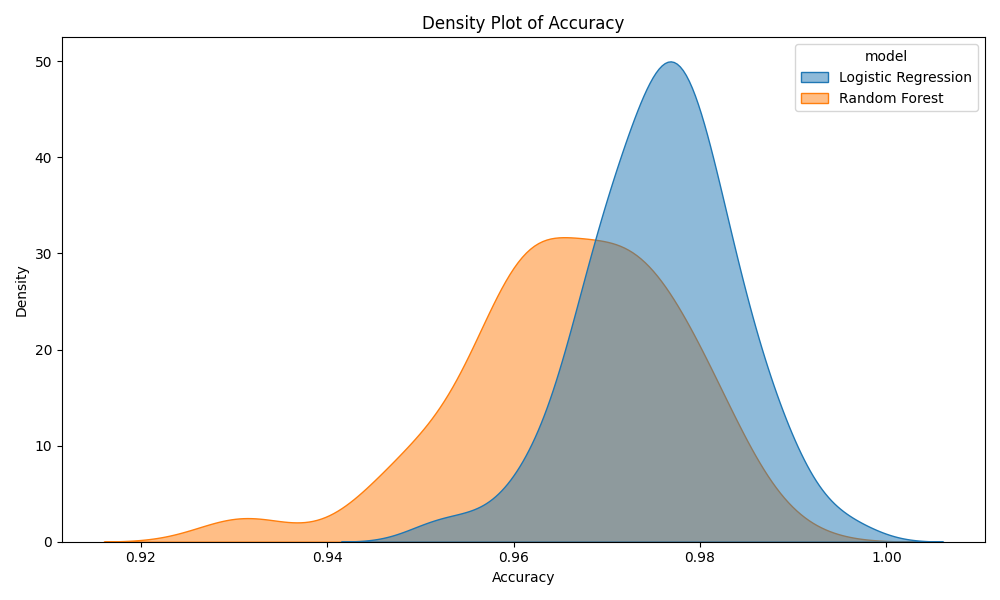 Density Plot of Accuracy
model
Logistic Regression
Random Forest
50
40
30
20
10
0
Density
0.92 0.94 0.96 0.98 1.00
Accuracy